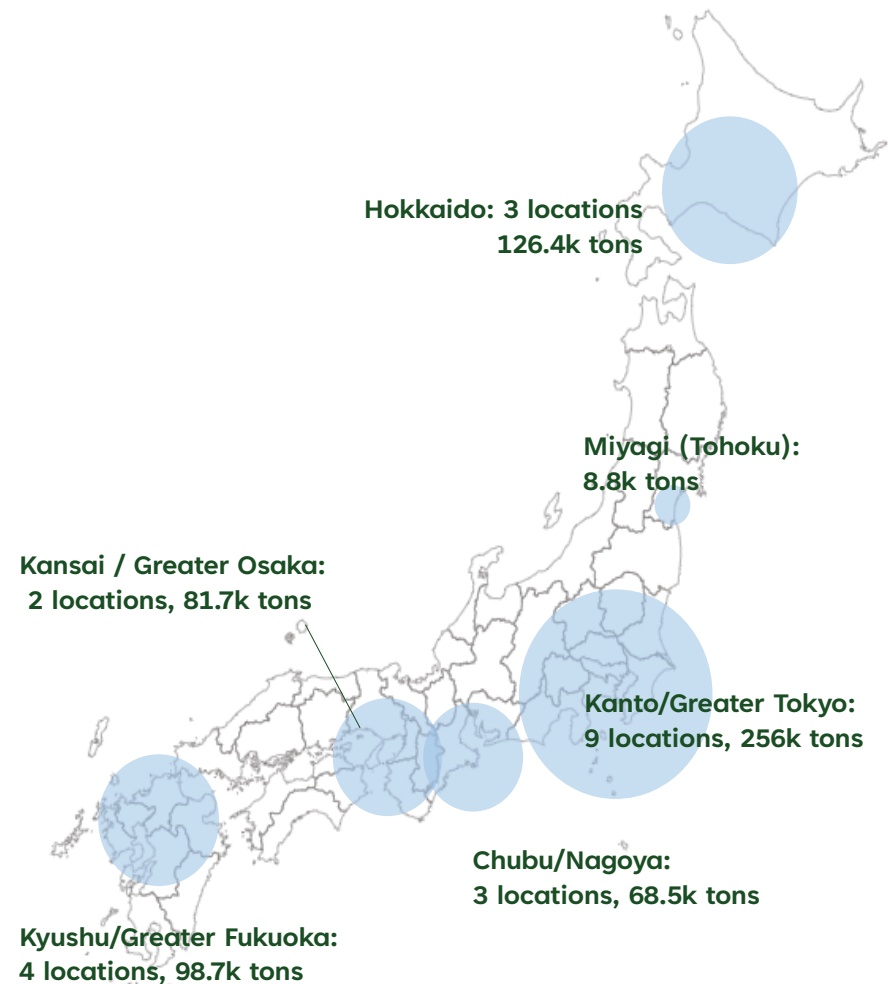 Hokkaido: 3 locations
126.4k tons
Miyagi (Tohoku):
8.8k tons
Kansai / Greater Osaka:
2 locations, 81.7k tons
Kanto/Greater Tokyo:
9 locations, 256k tons
Chubu/Nagoya:
3 locations, 68.5k tons
Kyushu/Greater Fukuoka:
4 locations, 98.7k tons